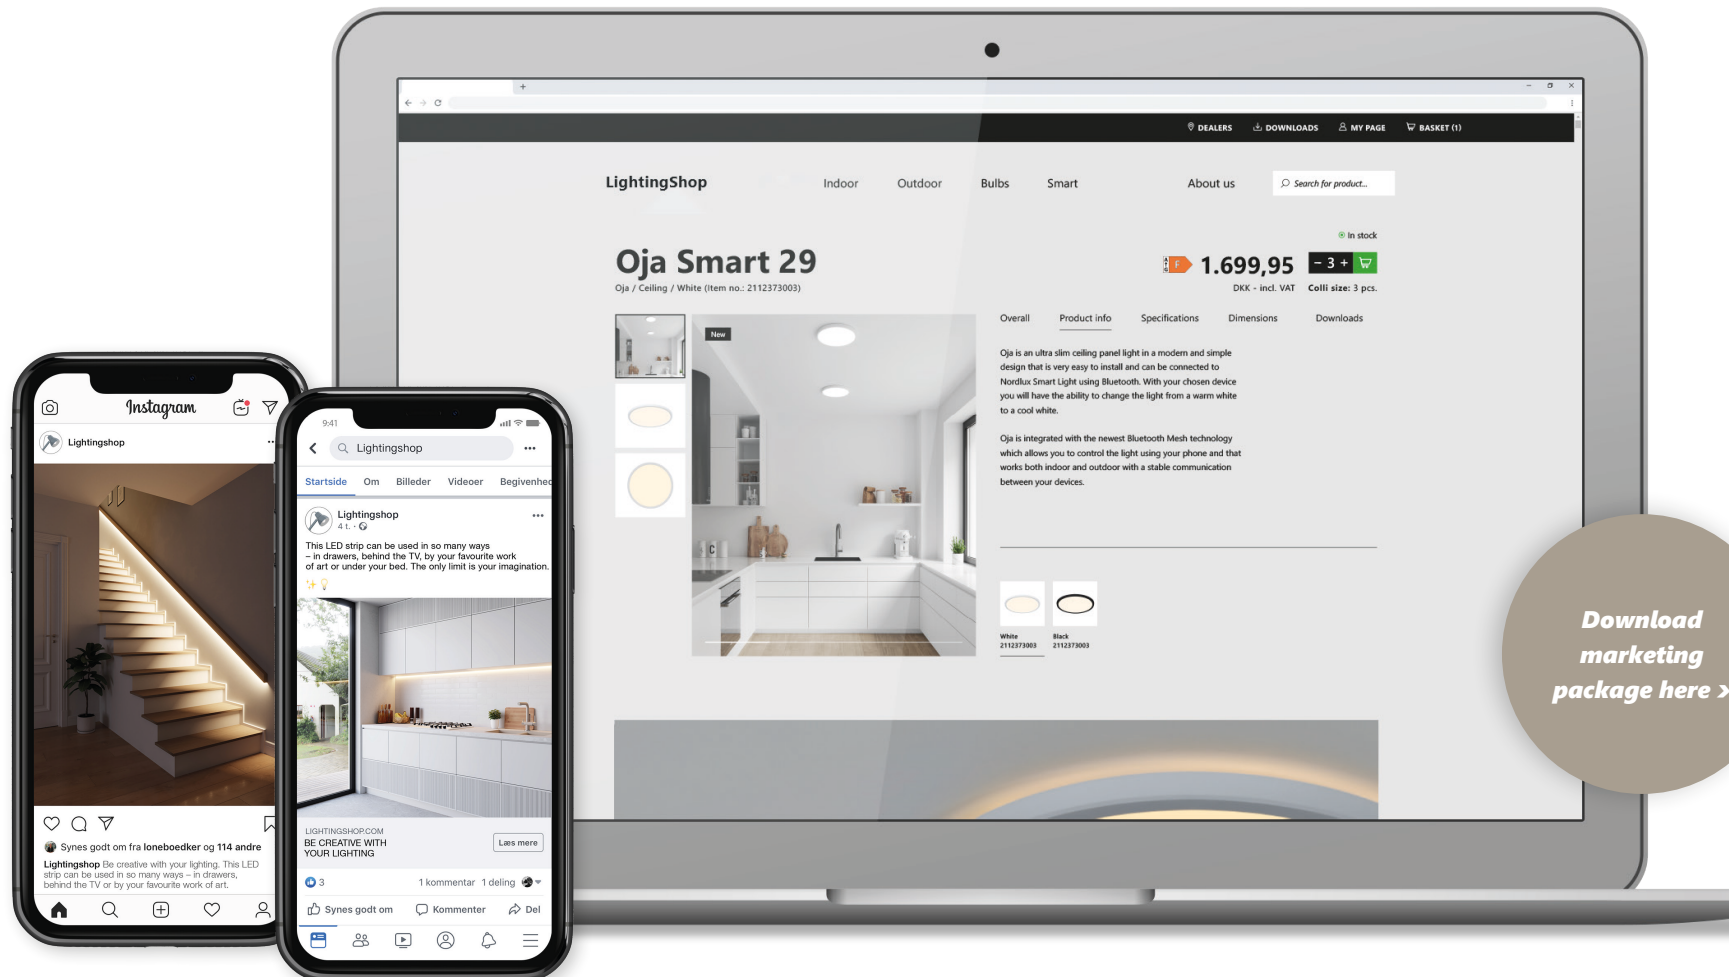 DEALERS DOWNLOADS MY PAGE BASKET (1)
LightingShop Indoor Outdoor Bulbs Smart About us Search for product...
In stock
Oja Smart 29
F 1.699,95 - 3 +
Oja / Ceiling / White (Item no.: 2112373003)
DKK - incl. VAT Colli size: 3 pcs.
Overall Product info Specifications Dimensions Downloads
New
Oja is an ultra slim ceiling panel light in a modern and simple
design that is very easy to install and can be connected to
Nordlux Smart Light using Bluetooth. With your chosen device
you will have the ability to change the light from a warm white
to a cool white.
Oja is integrated with the newest Bluetooth Mesh technology
which allows you to control the light using your phone and that
works both indoor and outdoor with a stable communication
between your devices.
White
2112373003
Black
2112373003
Download
marketing
package here >
Instagram
Lightingshop
Synes godt om fra loneboedker og 114 andre
Lightingshop Be creative with your lighting. This LED
strip can be used in so many ways – in drawers,
behind the TV or by your favourite work of art.
9:41
Lightingshop
Startside Om Billeder Videoer Begivenhed
Lightingshop
4 t.
This LED strip can be used in so many ways
– in drawers, behind the TV, by your favourite work
of art or under your bed. The only limit is your imagination.
LIGHTINGSHOP.COM
BE CREATIVE WITH
YOUR LIGHTING
Læs mere
3 1 kommentar 1 deling
Synes godt om Kommenter Del